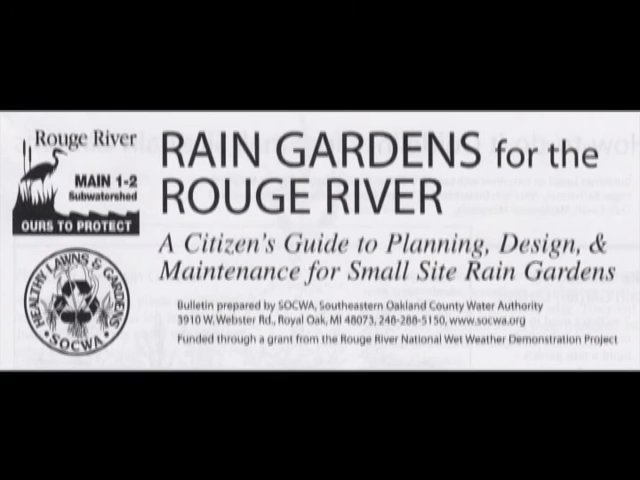 Rouge River
MAIN 1-2
Subwatershed
OURS TO PROTECT
HEALTHY LAWNS & GARDENS
• SOCWA •
RAIN GARDENS for the
ROUGE RIVER
A Citizen's Guide to Planning, Design, &
Maintenance for Small Site Rain Gardens
Bulletin prepared by SOCWA, Southeastern Oakland County Water Authority
3910 W. Webster Rd., Royal Oak, MI 48073, 248-288-5150, www.socwa.org
Funded through a grant from the Rouge River National Wet Weather Demonstration Project